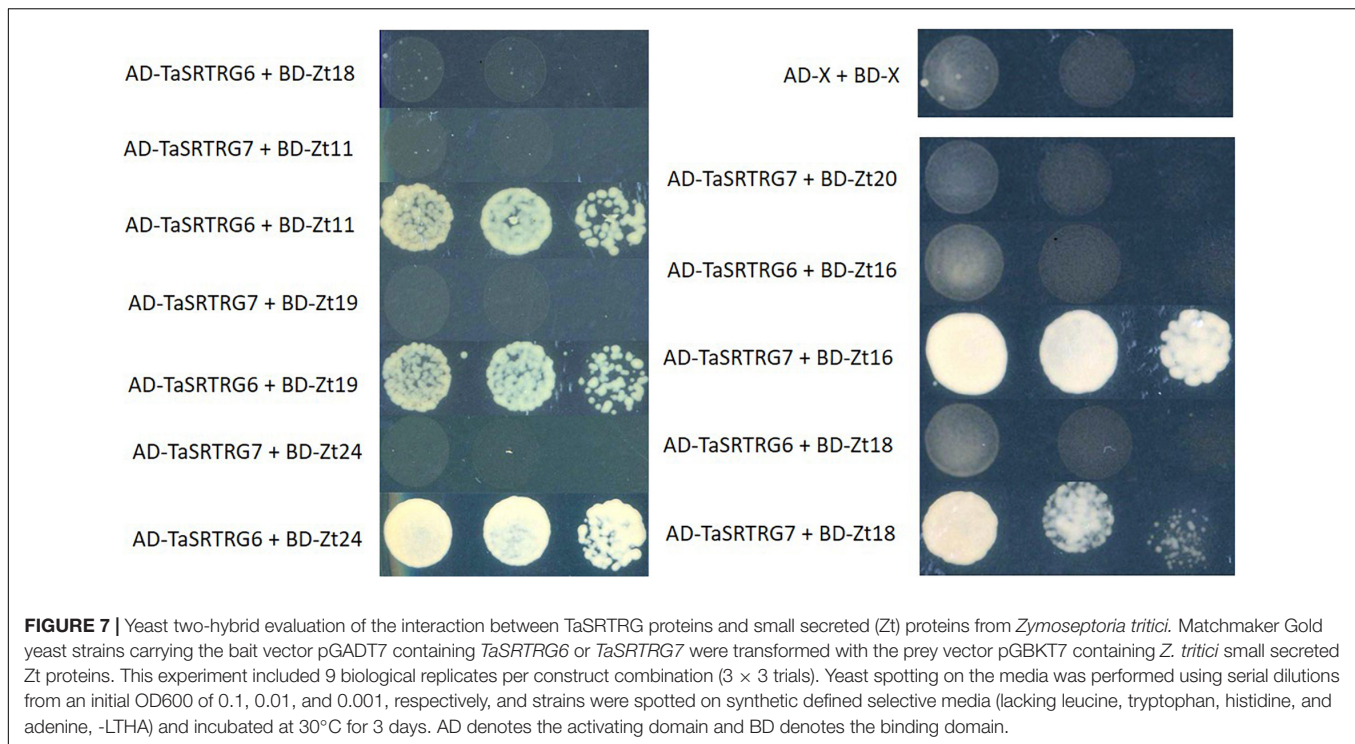 AD-TaSRTRG6 + BD-Zt18
AD-TaSRTRG7 + BD-Zt11
AD-TaSRTRG6 + BD-Zt11
AD-TaSRTRG7 + BD-Zt19
AD-TaSRTRG6 + BD-Zt19
AD-TaSRTRG7 + BD-Zt24
AD-TaSRTRG6 + BD-Zt24
AD-X + BD-X
AD-TaSRTRG7 + BD-Zt20
AD-TaSRTRG6 + BD-Zt16
AD-TaSRTRG7 + BD-Zt16
AD-TaSRTRG6 + BD-Zt18
AD-TaSRTRG7 + BD-Zt18
FIGURE 7 | Yeast two-hybrid evaluation of the interaction between TaSRTRG proteins and small secreted (Zt) proteins from Zymoseptoria tritici. Matchmaker Gold
yeast strains carrying the bait vector pGADT7 containing TaSRTRG6 or TaSRTRG7 were transformed with the prey vector pGBKT7 containing Z. tritici small secreted
Zt proteins. This experiment included 9 biological replicates per construct combination (3 × 3 trials). Yeast spotting on the media was performed using serial dilutions
from an initial OD600 of 0.1, 0.01, and 0.001, respectively, and strains were spotted on synthetic defined selective media (lacking leucine, tryptophan, histidine, and
adenine, -LTHA) and incubated at 30°C for 3 days. AD denotes the activating domain and BD denotes the binding domain.